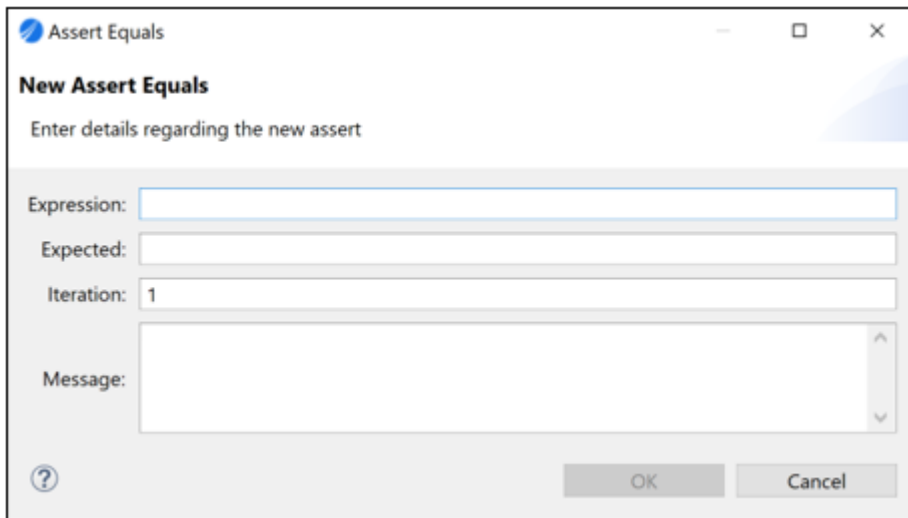 Assert Equals
New Assert Equals
Enter details regarding the new assert
Expression:
Expected:
Iteration: 1
Message:
?
OK Cancel